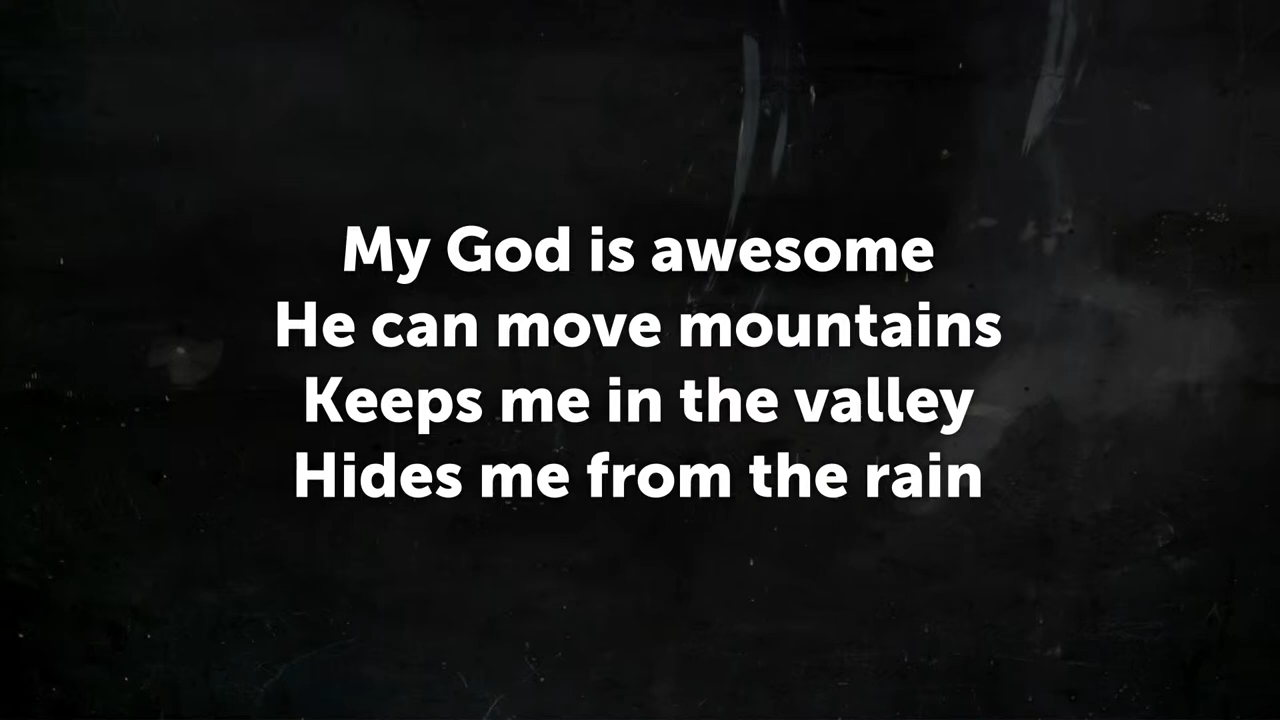 My God is awesome
He can move mountains
Keeps me in the valley
Hides me from the rain